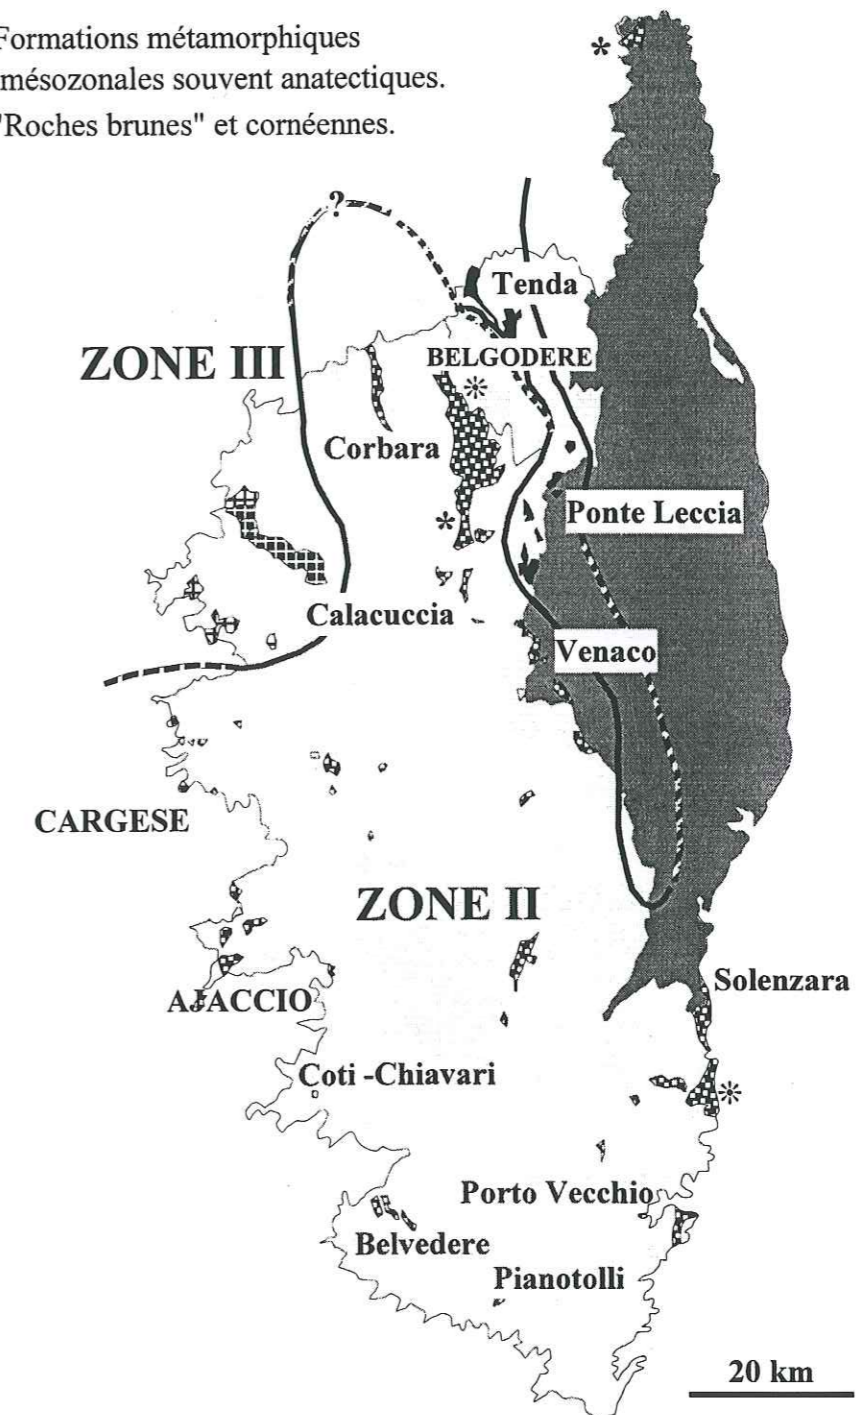 Formations métamorphiques
mésozonales souvent anatectiques.
"Roches brunes" et cornéennes.
?
Tenda
ZONE III
BELGODERE
Corbara
Ponte Leccia
Calacuccia
Venaco
CARGESE
ZONE II
Solenzara
AJACCIO
Coti -Chiavari
Porto Vecchio
Belvedere
Pianotolli
20 km